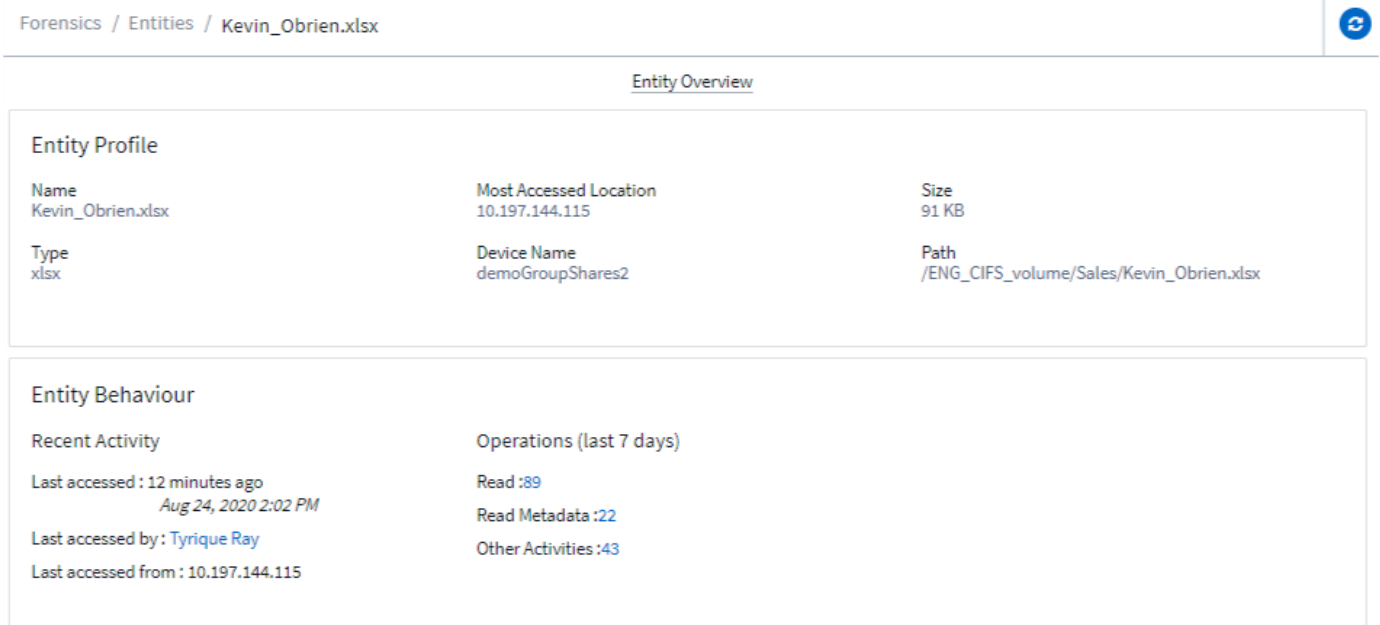 Forensics / Entities / Kevin_Obrien.xlsx
Entity Overview
Entity Profile
Name
Kevin_Obrien.xlsx
Most Accessed Location
10.197.144.115
Size
91 KB
Type
xlsx
Device Name
demoGroupShares2
Path
/ENG_CIFS_volume/Sales/Kevin_Obrien.xlsx
Entity Behaviour
Recent Activity
Last accessed : 12 minutes ago
Aug 24, 2020 2:02 PM
Last accessed by : Tyrique Ray
Last accessed from : 10.197.144.115
Operations (last 7 days)
Read :89
Read Metadata :22
Other Activities :43